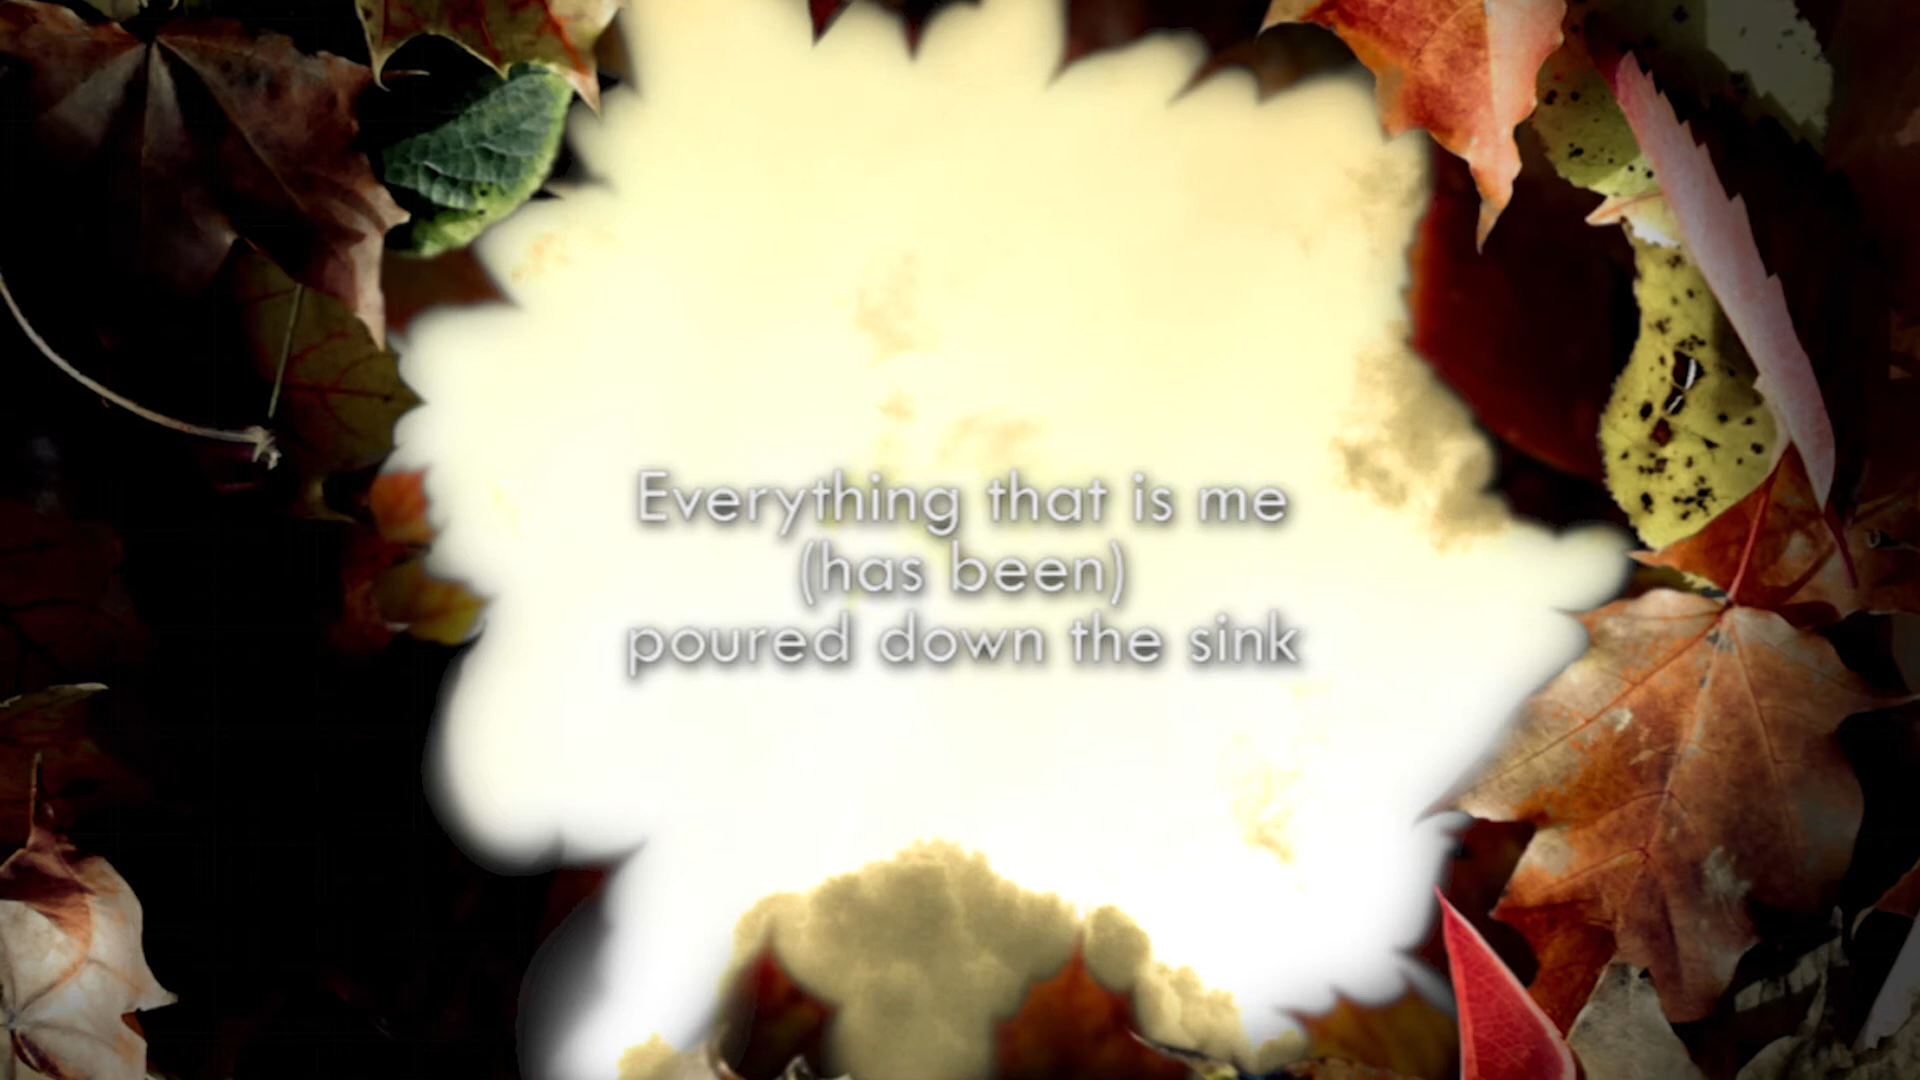 Everything that is me
(has been)
poured down the sink